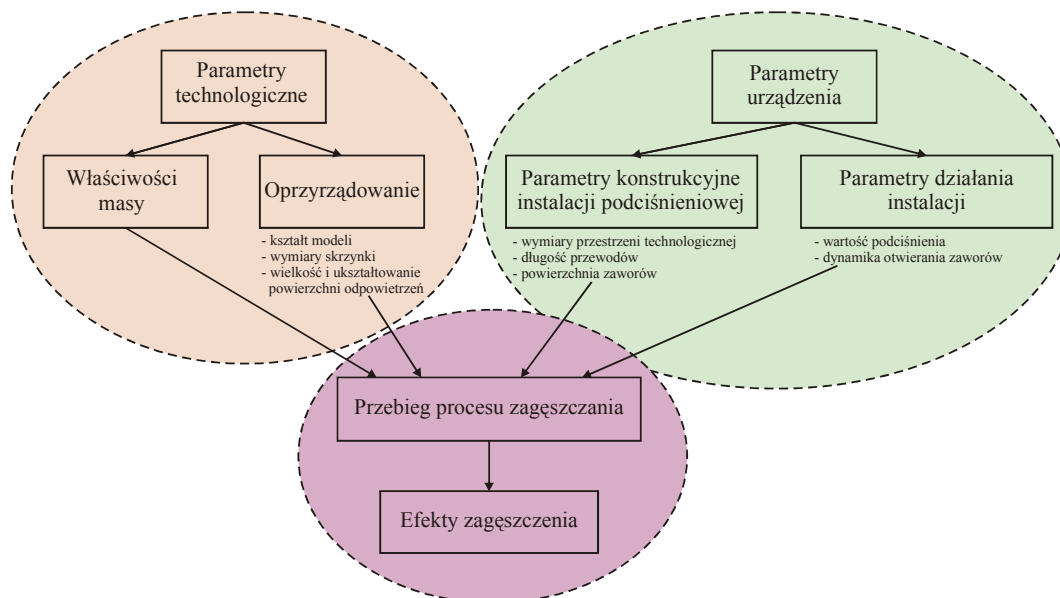 Parametry
technologiczne
Właściwości
masy
Oprzyrządowanie
- kształt modeli
- wymiary skrzynki
- wielkość i ukształtowanie
powierzchni odpowietrzeń
Parametry
urządzenia
Parametry konstrukcyjne
instalacji podciśnieniowej
- wymiary przestrzeni technologicznej
- długość przewodów
- powierzchnia zaworów
Parametry działania
instalacji
- wartość podciśnienia
- dynamika otwierania zaworów
Przebieg procesu zagęszczania
Efekty zagęszczenia